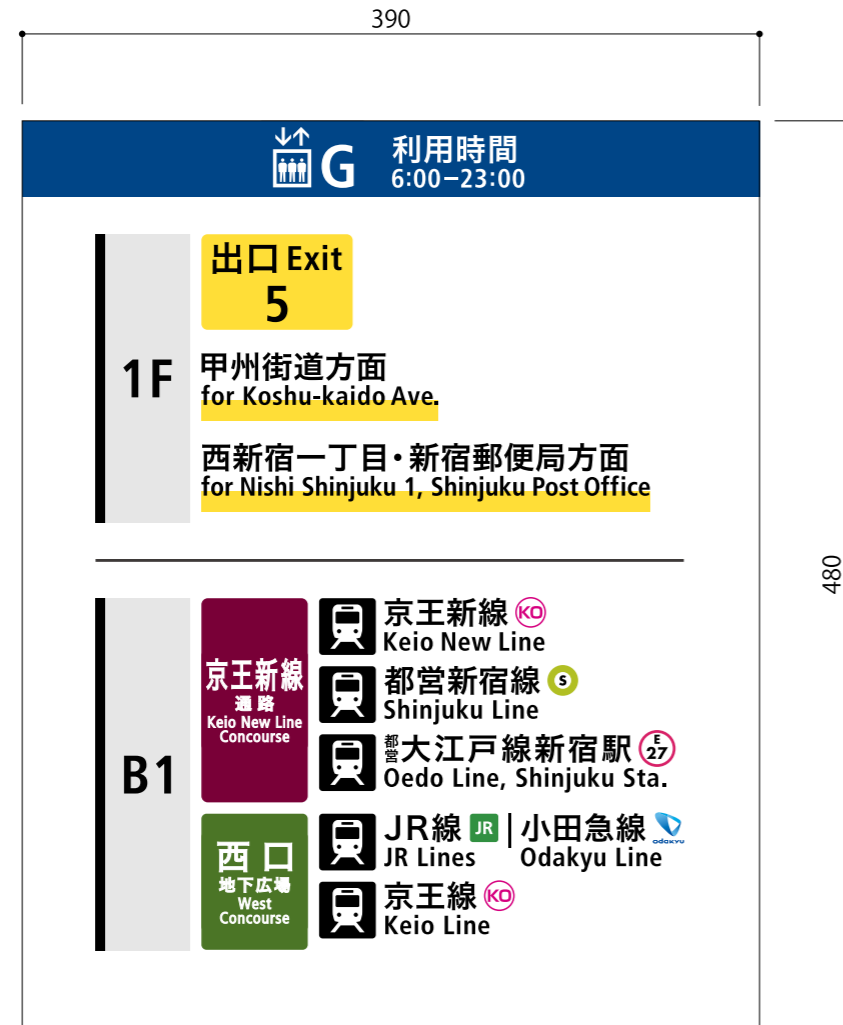 390
G 利用時間
6:00−23:00
出口 Exit
5
1F
甲州街道方面
for Koshu-kaido Ave.
西新宿一丁目・新宿郵便局方面
for Nishi Shinjuku 1, Shinjuku Post Office
480
B1
京王新線
通路
Keio New Line
Concourse
京王新線 KO
Keio New Line
都営新宿線 S
Shinjuku Line
都営大江戸線新宿駅 E 27
Oedo Line, Shinjuku Sta.
西口
地下広場
West
Concourse
JR線 JR | 小田急線 ODAKYU
JR Lines Odakyu Line
京王線 KO
Keio Line